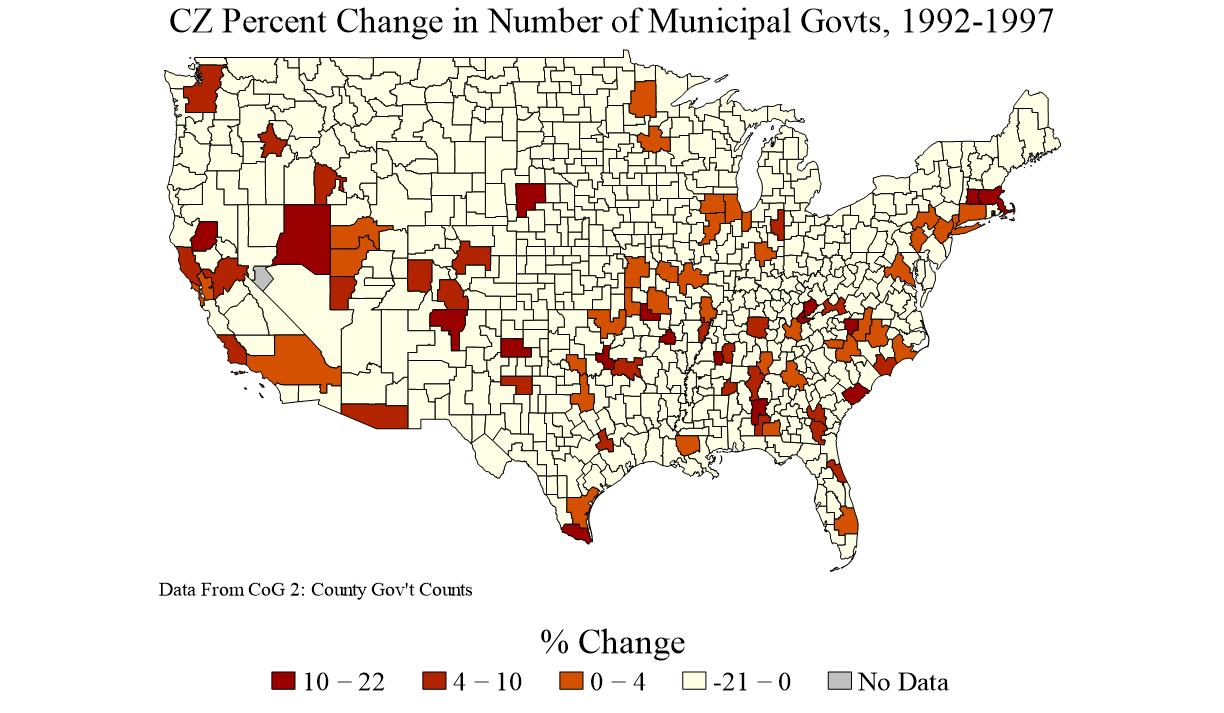 CZ Percent Change in Number of Municipal Govts, 1992-1997
Data From CoG 2: County Gov't Counts
% Change
10 – 22 4 – 10 0 – 4 -21 – 0 No Data